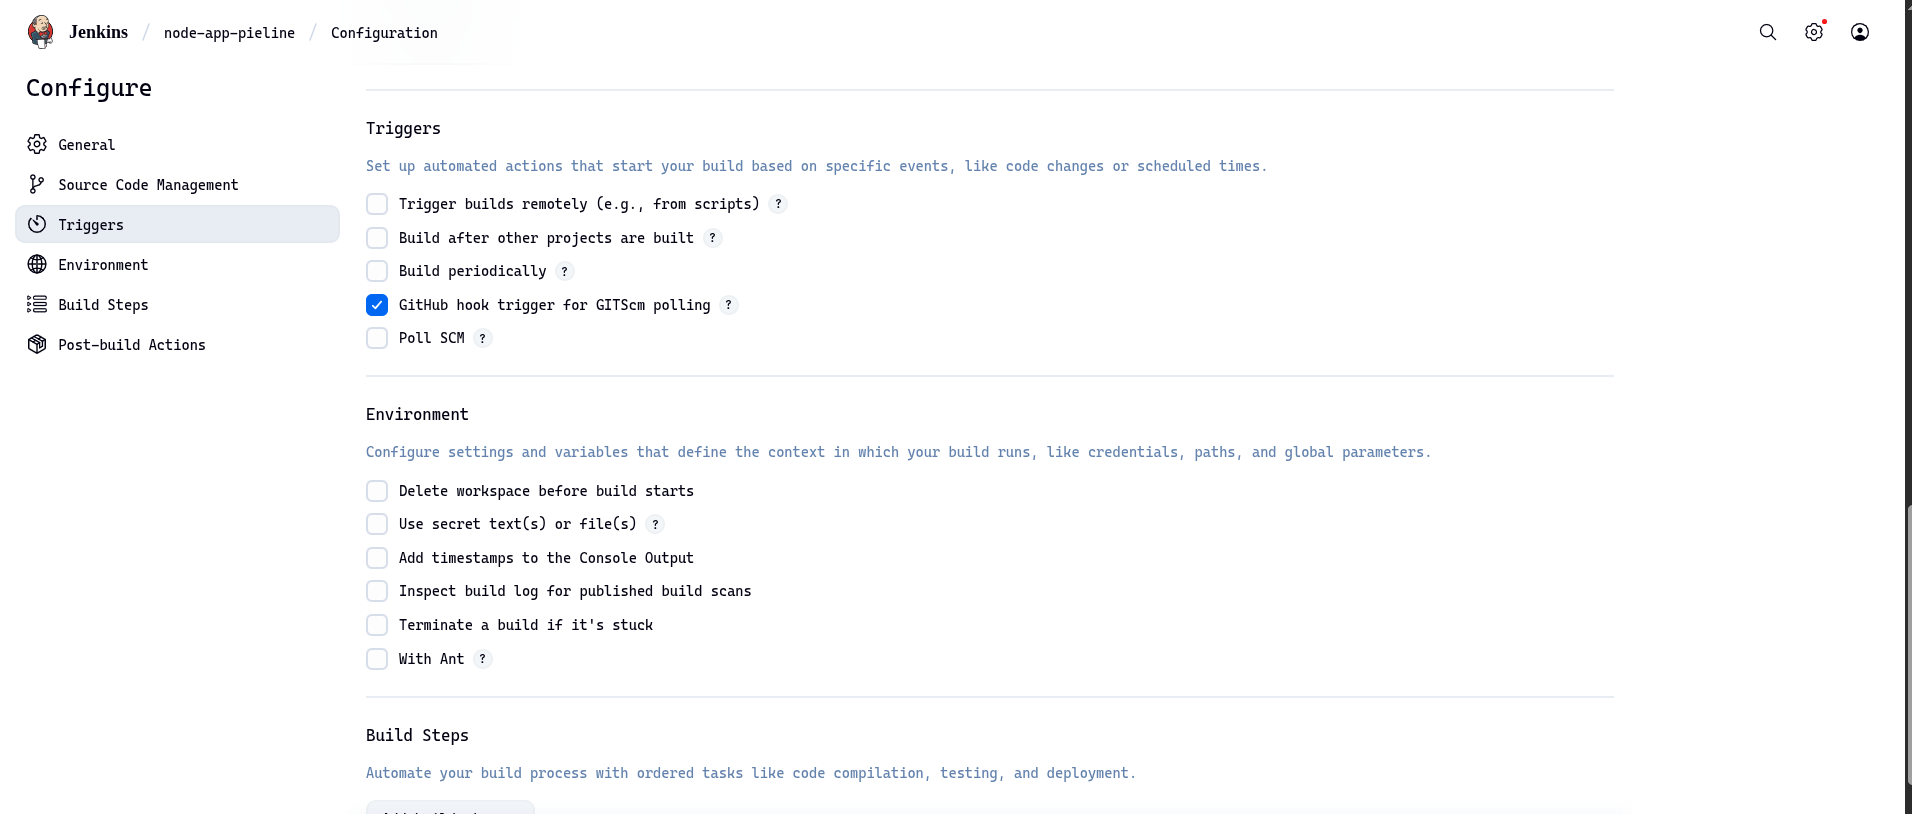 Jenkins / node-app-pieline / Configuration
Configure
General
Source Code Management
Triggers
Environment
Build Steps
Post-build Actions
Triggers
Set up automated actions that start your build based on specific events, like code changes or scheduled times.
Trigger builds remotely (e.g., from scripts) ?
Build after other projects are built ?
Build periodically ?
GitHub hook trigger for GITScm polling ?
Poll SCM ?
Environment
Configure settings and variables that define the context in which your build runs, like credentials, paths, and global parameters.
Delete workspace before build starts
Use secret text(s) or file(s) ?
Add timestamps to the Console Output
Inspect build log for published build scans
Terminate a build if it's stuck
With Ant ?
Build Steps
Automate your build process with ordered tasks like code compilation, testing, and deployment.